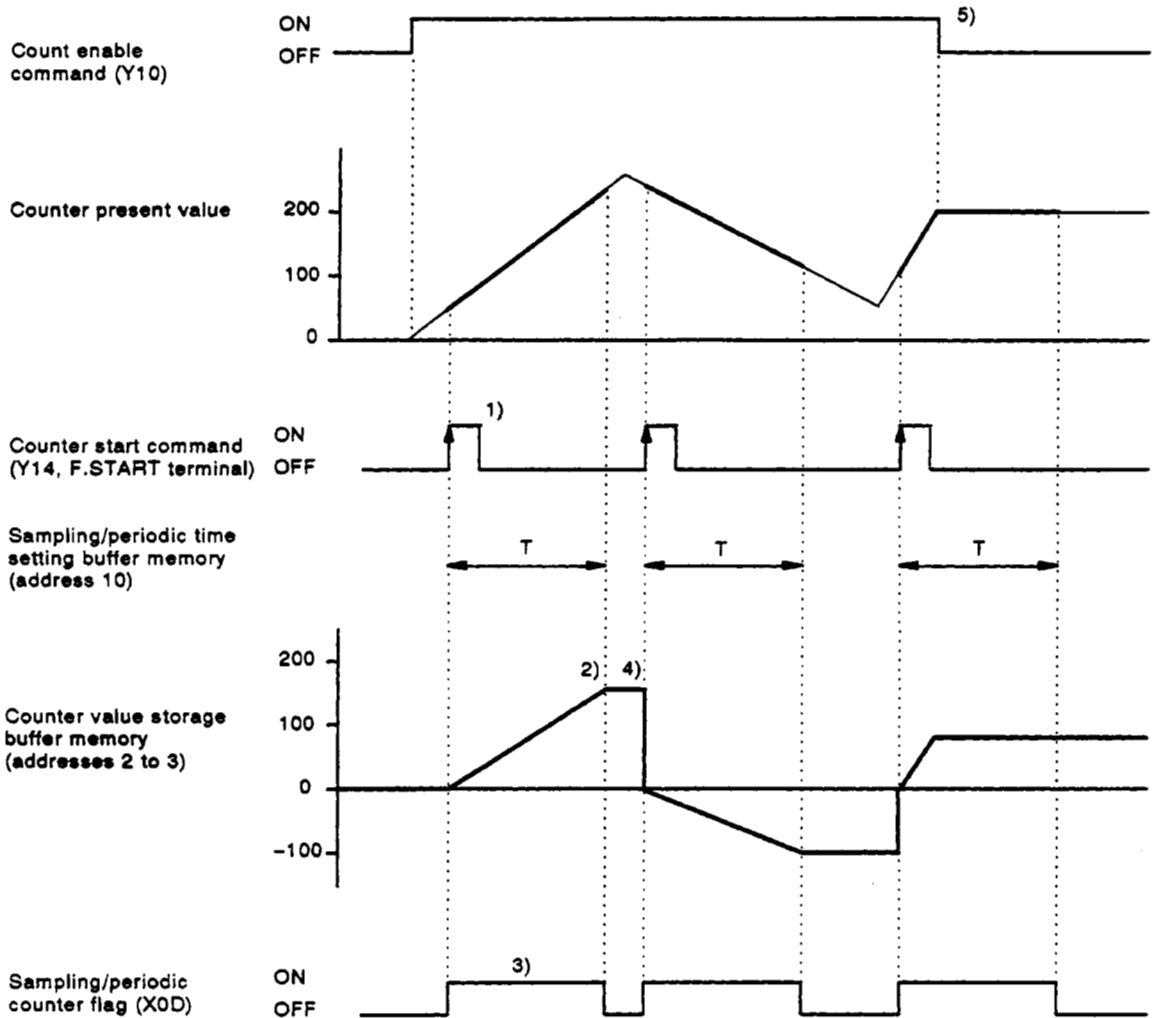 ON
5)
Count enable
command (Y10)
OFF
Counter present value
200
100
0
1)
Counter start command
(Y14, F.START terminal)
ON
OFF
Sampling/periodic time
setting buffer memory
(address 10)
T
T
T
200
2)
4)
Counter value storage
buffer memory
(addresses 2 to 3)
100
0
-100
3)
Sampling/periodic
counter flag (X0D)
ON
OFF